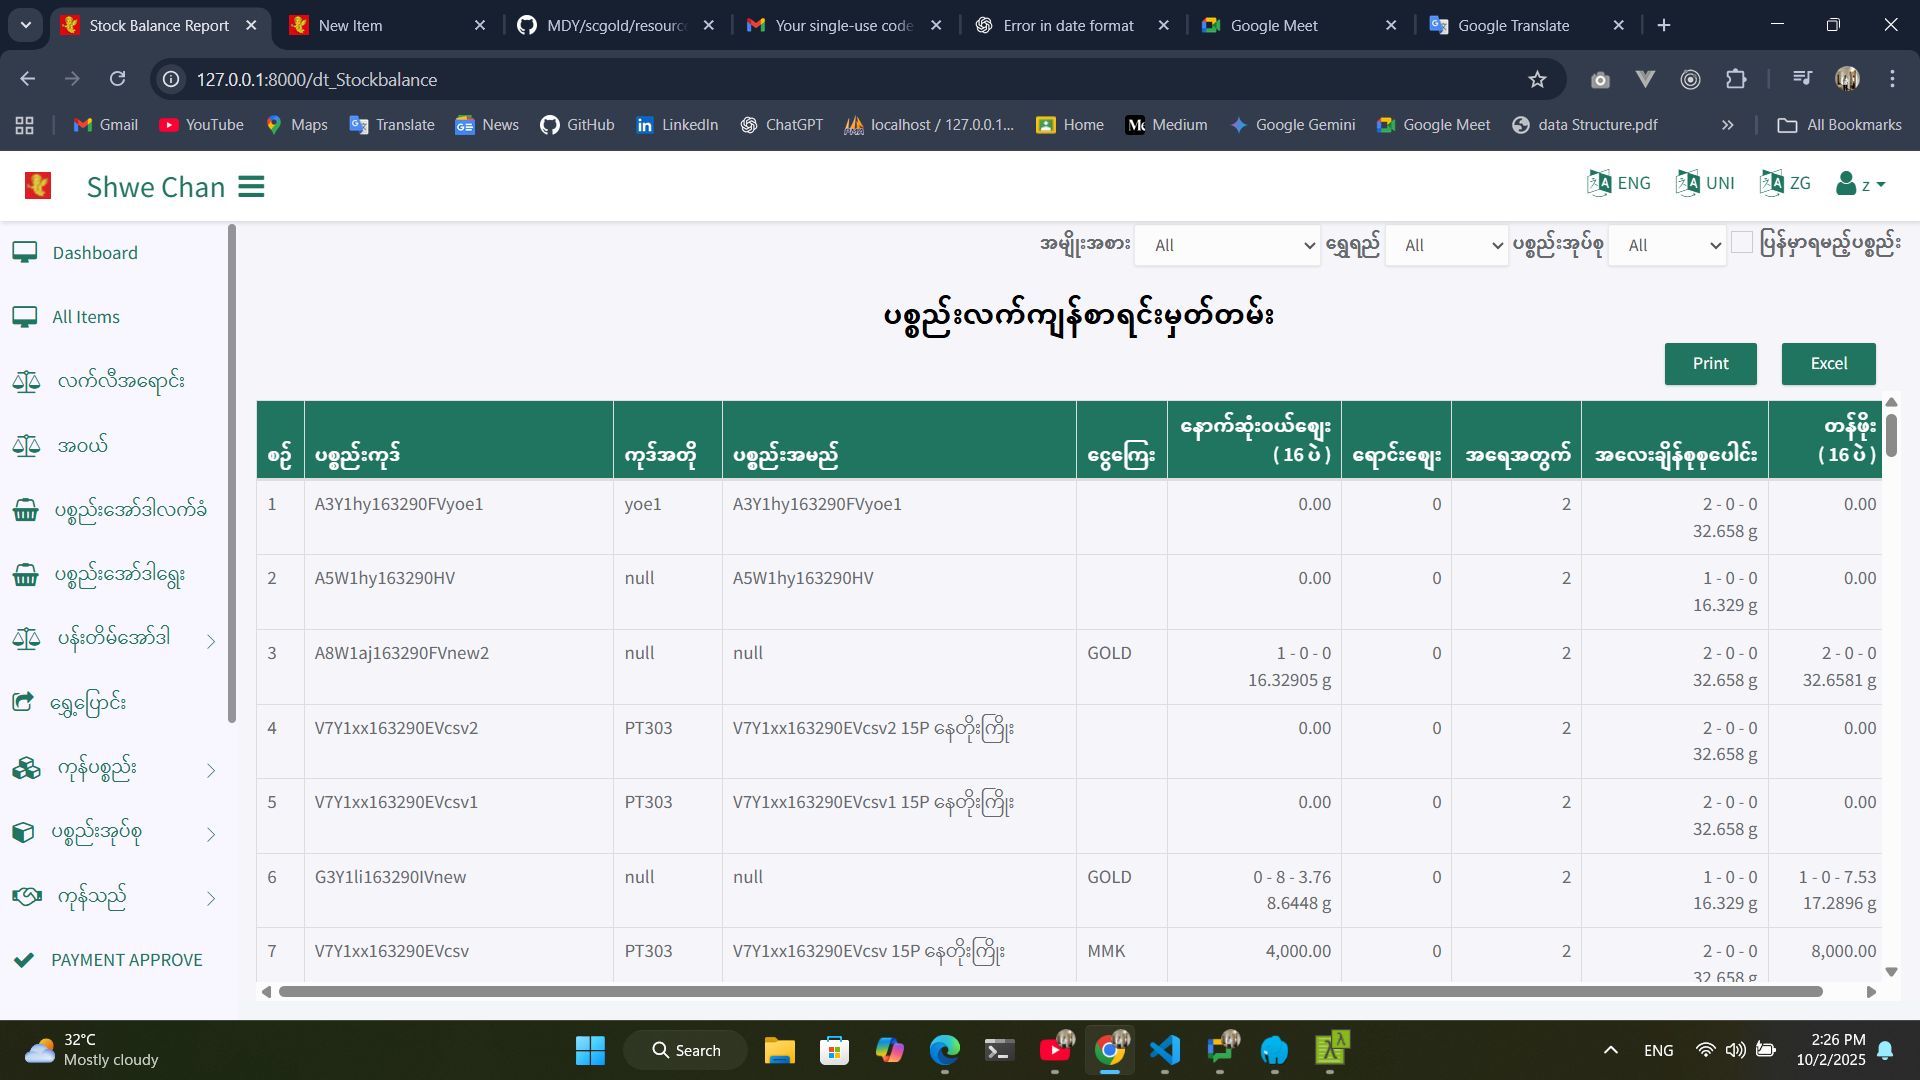 Stock Balance Report
New Item
MDY/scgold/resourc
Your single-use code
Error in date format
Google Meet
Google Translate
127.0.0.1:8000/dt_Stockbalance
Gmail YouTube Maps Translate News GitHub LinkedIn ChatGPT localhost / 127.0.0.1... Home Medium Google Gemini Google Meet data Structure.pdf » All Bookmarks
Shwe Chan
ENG UNI ZG z
Dashboard
All Items
လက်လီအရောင်း
အဝယ်
ပစ္စည်းအော်ဒါလက်ခံ
ပစ္စည်းအော်ဒါရွေး
ပန်းတိမ်အော်ဒါ
ရွှေ့ပြောင်း
ကုန်ပစ္စည်း
ပစ္စည်းအုပ်စု
ကုန်သည်
PAYMENT APPROVE
အမျိုးအစား All ရွှေရည် All ပစ္စည်းအုပ်စု All ပြန်မှာရမည့်ပစ္စည်း
ပစ္စည်းလက်ကျန်စာရင်းမှတ်တမ်း
Print Excel
စဉ် ပစ္စည်းကုဒ် ကုဒ်အတို ပစ္စည်းအမည် ငွေကြေး နောက်ဆုံးဝယ်ဈေး ( 16 ပဲ ) ရောင်းဈေး အရေအတွက် အလေးချိန်စုစုပေါင်း တန်ဖိုး ( 16 ပဲ )
1 A3Y1hy163290FVyoe1 yoe1 A3Y1hy163290FVyoe1 0.00 0 2 2 - 0 - 0 0.00
32.658 g
2 A5W1hy163290HV null A5W1hy163290HV 0.00 0 2 1 - 0 - 0 0.00
16.329 g
3 A8W1aj163290FVnew2 null null GOLD 1 - 0 - 0 0 2 2 - 0 - 0 2 - 0 - 0
16.32905 g 32.658 g 32.6581 g
4 V7Y1xx163290EVcsv2 PT303 V7Y1xx163290EVcsv2 15P နေတိုးကြိုး 0.00 0 2 2 - 0 - 0 0.00
32.658 g
5 V7Y1xx163290EVcsv1 PT303 V7Y1xx163290EVcsv1 15P နေတိုးကြိုး 0.00 0 2 2 - 0 - 0 0.00
32.658 g
6 G3Y1li163290IVnew null null GOLD 0 - 8 - 3.76 0 2 1 - 0 - 0 1 - 0 - 7.53
8.6448 g 16.329 g 17.2896 g
7 V7Y1xx163290EVcsv PT303 V7Y1xx163290EVcsv 15P နေတိုးကြိုး MMK 4,000.00 0 2 2 - 0 - 0 8,000.00
32.658 g
32°C
Mostly cloudy
Search
ENG
2:26 PM
10/2/2025